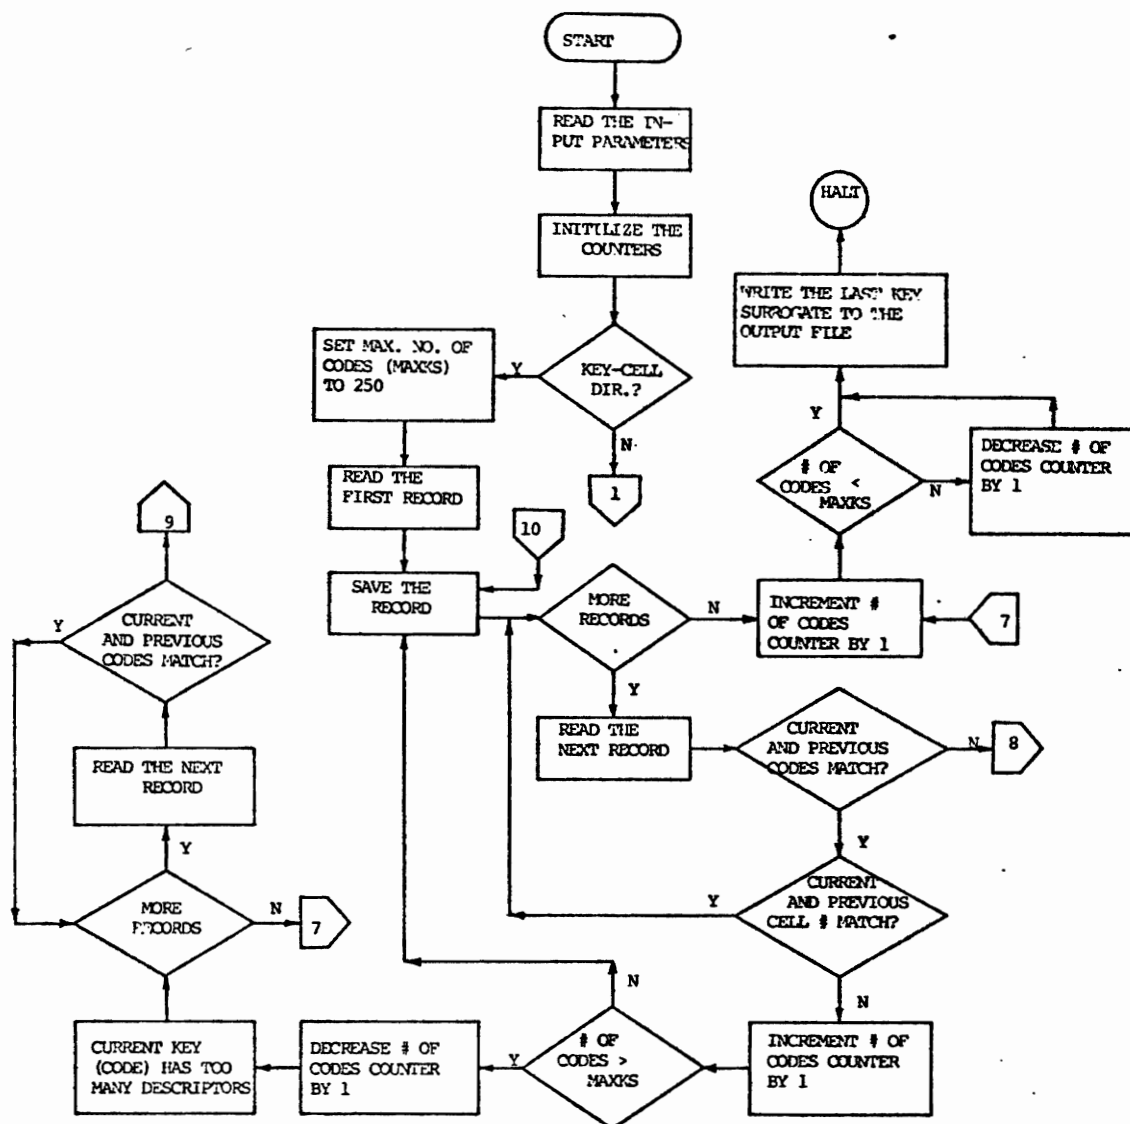 START
READ THE IN-
PUT PARAMETERS
INITILIZE THE
COUNTERS
KEY-CELL
DIR.?
Y
N
1
SET MAX. NO. OF
CODES (MAXKS)
TO 250
READ THE
FIRST RECORD
10
SAVE THE
RECORD
MORE
RECORDS
N
Y
INCREMENT #
OF CODES
COUNTER BY 1
7
# OF
CODES <
MAXKS
Y
N
DECREASE # OF
CODES COUNTER
BY 1
WRITE THE LAST KEY
SURROGATE TO THE
OUTPUT FILE
HALT
READ THE
NEXT RECORD
CURRENT
AND PREVIOUS
CODES MATCH?
N
8
Y
CURRENT
AND PREVIOUS
CELL # MATCH?
Y
N
INCREMENT # OF
CODES COUNTER
BY 1
# OF
CODES >
MAXKS
N
Y
DECREASE # OF
CODES COUNTER
BY 1
CURRENT KEY
(CODE) HAS TOO
MANY DESCRIPTORS
MORE
RECORDS
N
7
Y
READ THE NEXT
RECORD
CURRENT
AND PREVIOUS
CODES MATCH?
Y
9